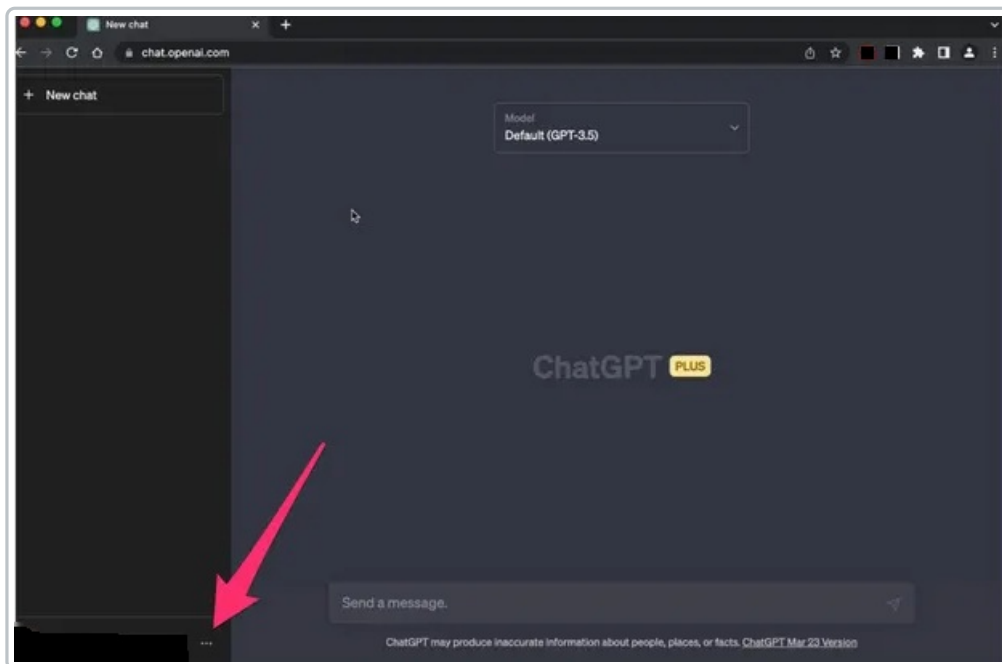 New chat
chat.openai.com
New chat
Model
Default (GPT-3.5)
ChatGPT PLUS
Send a message.
ChatGPT may produce inaccurate information about people, places, or facts. ChatGPT Mar 23 Version